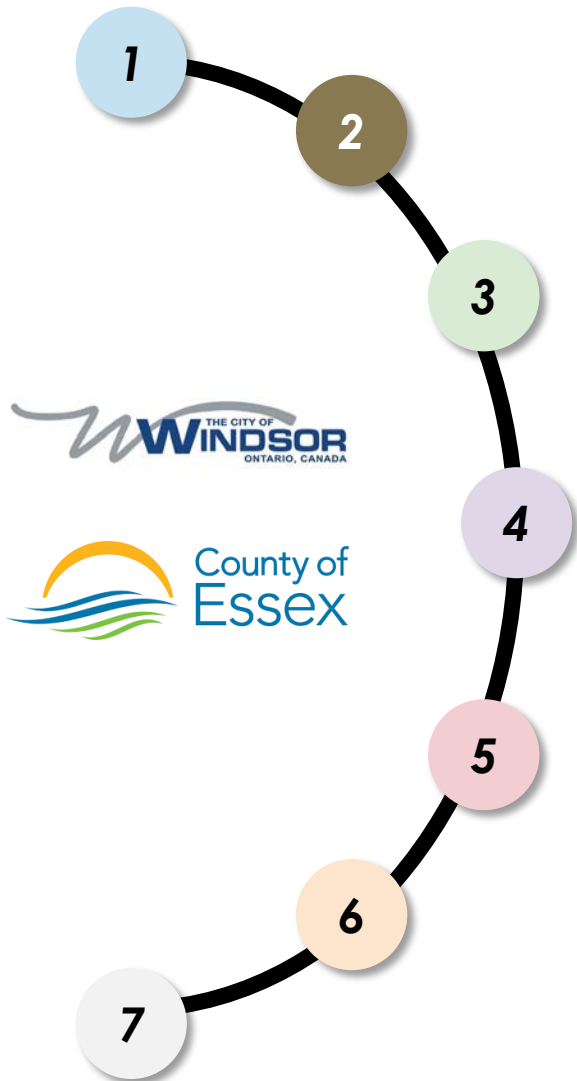 1
2
3
THE CITY OF
WINDSOR
ONTARIO, CANADA
4
County of
Essex
5
6
7